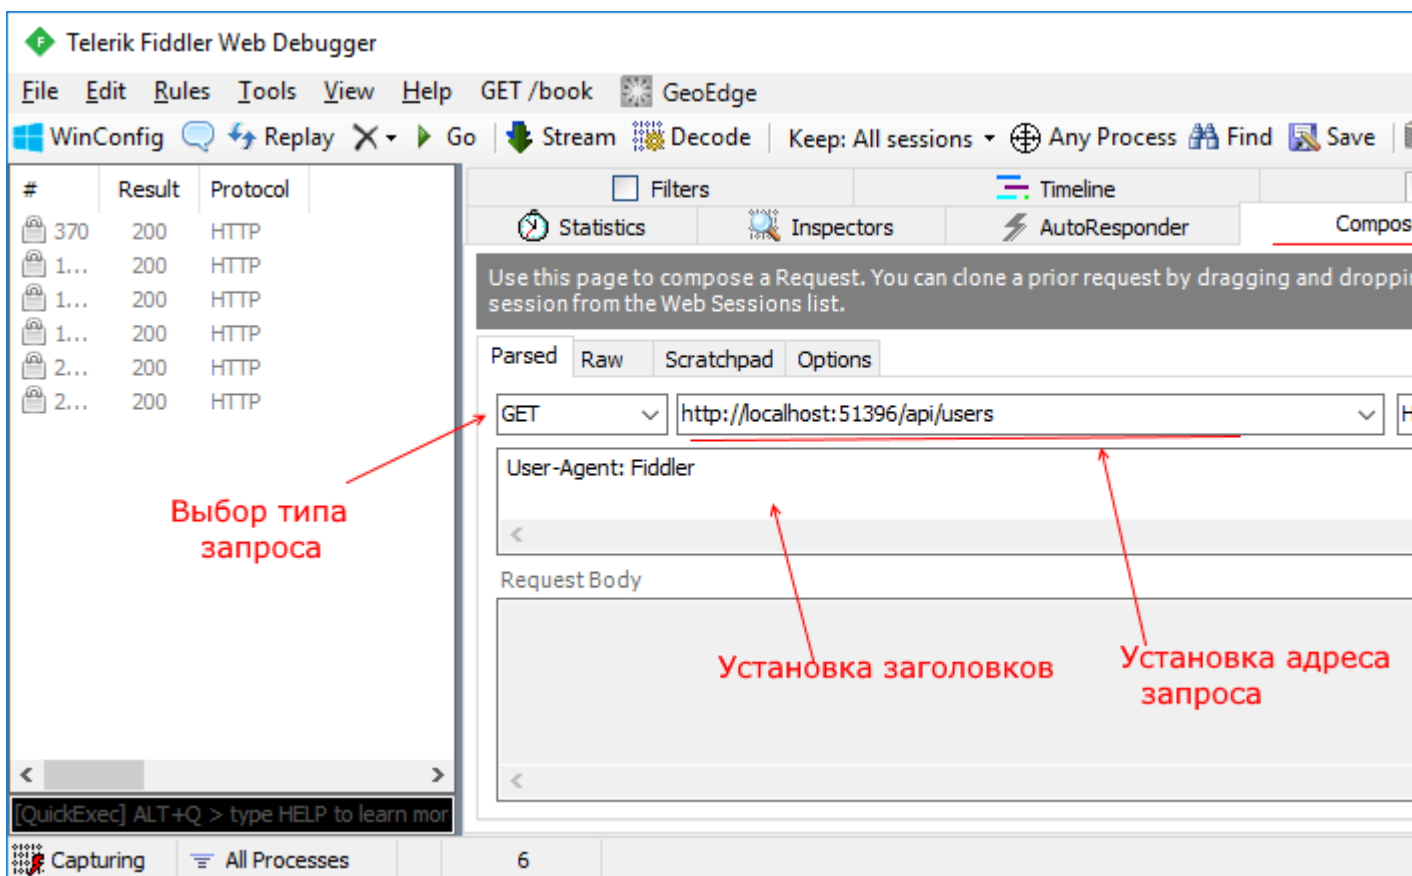 Telerik Fiddler Web Debugger
File Edit Rules Tools View Help GET /book GeoEdge
WinConfig Replay Go Stream Decode Keep: All sessions Any Process Find Save
# Result Protocol
370 200 HTTP
1... 200 HTTP
1... 200 HTTP
1... 200 HTTP
2... 200 HTTP
2... 200 HTTP
Filters Timeline
Statistics Inspectors AutoResponder Compos
Use this page to compose a Request. You can clone a prior request by dragging and droppi
session from the Web Sessions list.
Parsed Raw Scratchpad Options
GET http://localhost:51396/api/users H
User-Agent: Fiddler
Выбор типа
запроса
Request Body
Установка заголовков
Установка адреса
запроса
[QuickExec] ALT+Q > type HELP to learn mor
Capturing All Processes 6